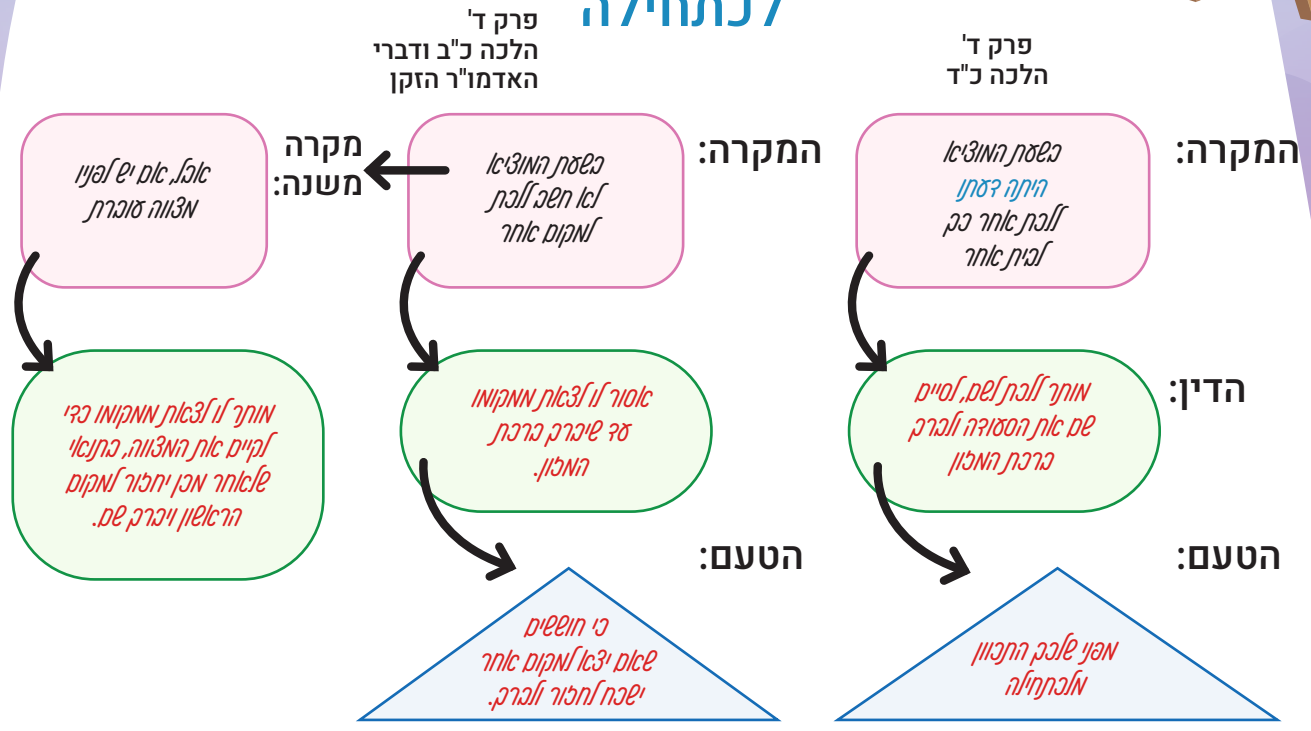 לכתחילה
פרק ד'
הלכה כ"ד
המקרה:
בשעת המוציא
היתה דעתו
ללכת אחר כך
לבית אחר
הדין:
מותר ללכת לשם, לסיים
שם את הסעודה ולברך
ברכת המזון
הטעם:
מפני שלכך התכוון
מלכתחילה
פרק ד'
הלכה כ"ב ודברי
האדמו"ר הזקן
המקרה:
בשעת המוציא
לא חשב ללכת
למקום אחר
אסור לו לצאת ממקומו
עד שיברך ברכת
המזון.
הטעם:
כי חוששים
שאם יצא למקום אחר
ישכח לחזור ולברך.
מקרה
משנה:
אבל, אם יש לפניו
מצווה עוברת
מותר לו לצאת ממקומו כדי
לקיים את המצווה, בתנאי
שלאחר מכן יחזור למקום
הראשון ויברך שם.